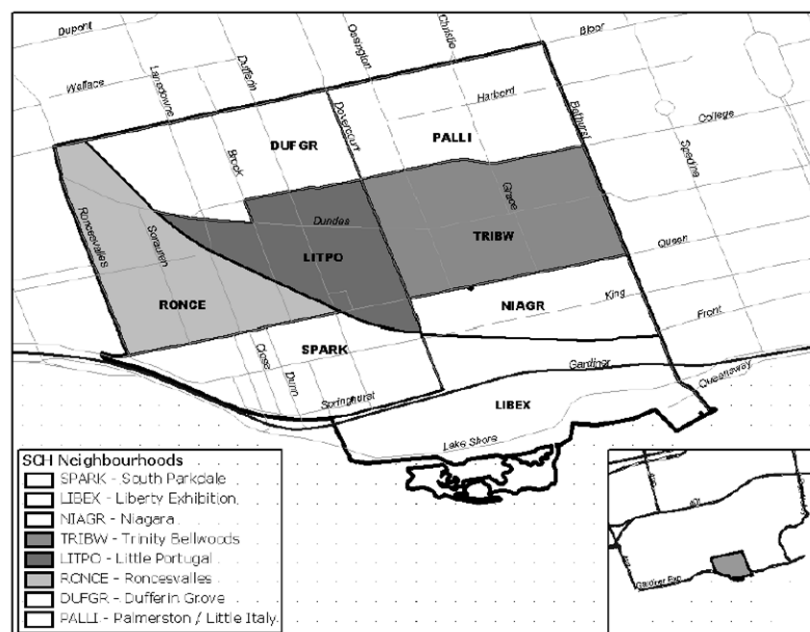 Dupont
Wallace
Lansdowne
Dufferin
Ossington
Christie
Bloor
Harbord
Bathurst
College
Spadina
Dovercourt
Brook
DUFGR
PALLI
Grace
Dundas
TRIBW
LITPO
Queen
Roncesvalles
Sorauren
RONCE
NIAGR
King
Front
SPARK
Close
Dunn
Springhurst
Gardiner
Queensway
LIBEX
Lake Shore
SCH Neighbourhoods
SPARK - South Parkdale
LIBEX - Liberty Exhibition
NIAGR - Niagara
TRIBW - Trinity Bellwoods
LITPO - Little Portugal
RONCE - Roncesvalles
DUFGR - Dufferin Grove
PALLI - Palmerston / Little Italy
401
Gardiner Exp